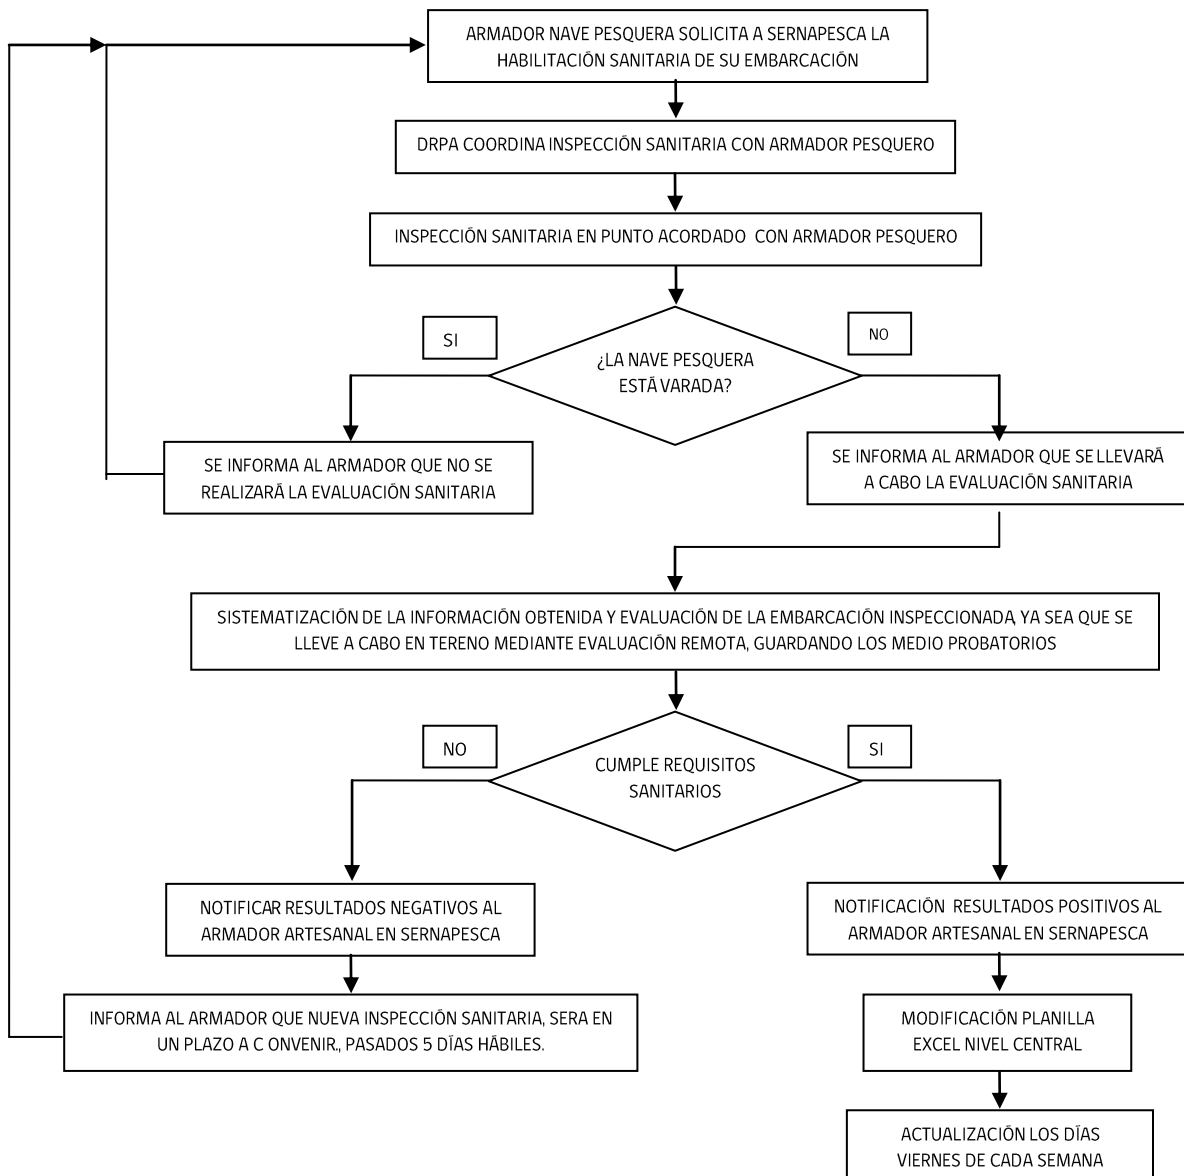 ARMADOR NAVE PESQUERA SOLICITA A SERNAPESCA LA
HABILITACIÓN SANITARIA DE SU EMBARCACIÓN
DRPA COORDINA INSPECCIÓN SANITARIA CON ARMADOR PESQUERO
INSPECCIÓN SANITARIA EN PUNTO ACORDADO CON ARMADOR PESQUERO
SI
NO
¿LA NAVE PESQUERA
ESTÁ VARADA?
SE INFORMA AL ARMADOR QUE NO SE
REALIZARÁ LA EVALUACIÓN SANITARIA
SE INFORMA AL ARMADOR QUE SE LLEVARÁ
A CABO LA EVALUACIÓN SANITARIA
SISTEMATIZACIÓN DE LA INFORMACIÓN OBTENIDA Y EVALUACIÓN DE LA EMBARCACIÓN INSPECCIONADA, YA SEA QUE SE
LLEVE A CABO EN TERENO MEDIANTE EVALUACIÓN REMOTA, GUARDANDO LOS MEDIO PROBATORIOS
NO
SI
CUMPLE REQUISITOS
SANITARIOS
NOTIFICAR RESULTADOS NEGATIVOS AL
ARMADOR ARTESANAL EN SERNAPESCA
NOTIFICACIÓN RESULTADOS POSITIVOS AL
ARMADOR ARTESANAL EN SERNAPESCA
INFORMA AL ARMADOR QUE NUEVA INSPECCIÓN SANITARIA, SERA EN
UN PLAZO A C ONVENIR., PASADOS 5 DÍAS HÁBILES.
MODIFICACIÓN PLANILLA
EXCEL NIVEL CENTRAL
ACTUALIZACIÓN LOS DÍAS
VIERNES DE CADA SEMANA